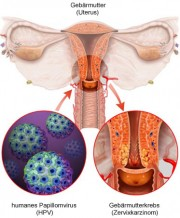 Gebärmutter
(Uterus)
humanes Papillomvirus
(HPV)
Gebärmutterkrebs
(Zervixkarzinom)